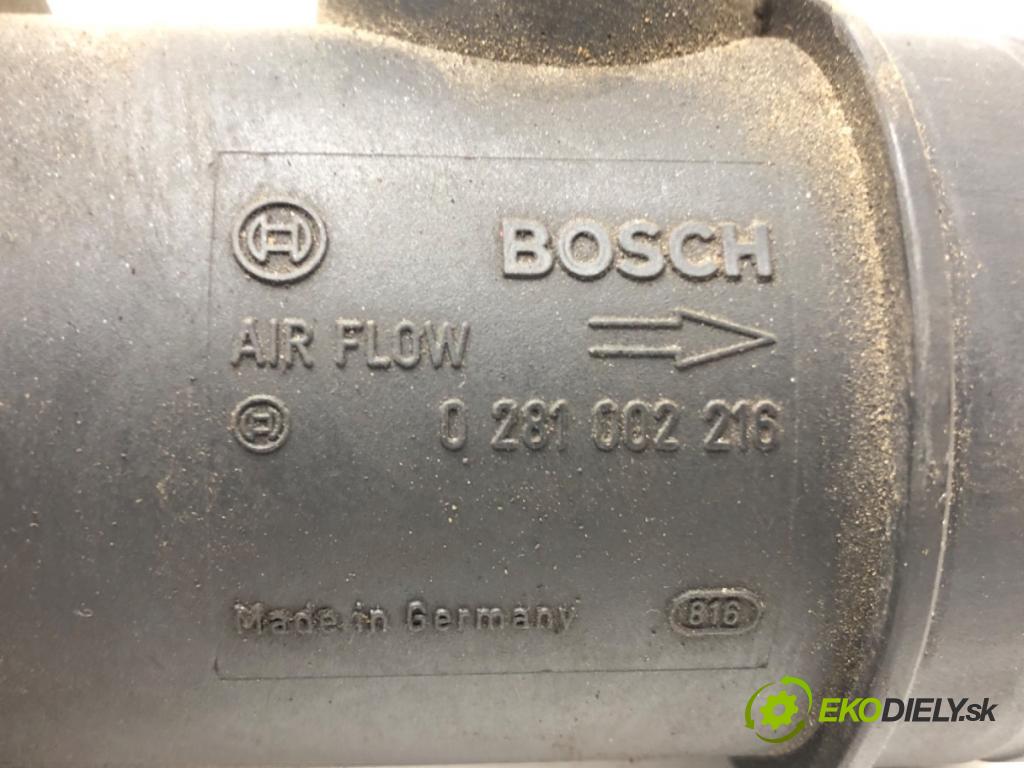 BOSCH
AIR FLOW
0 281 002 216
Made in Germany 816
EKODIELY.sk